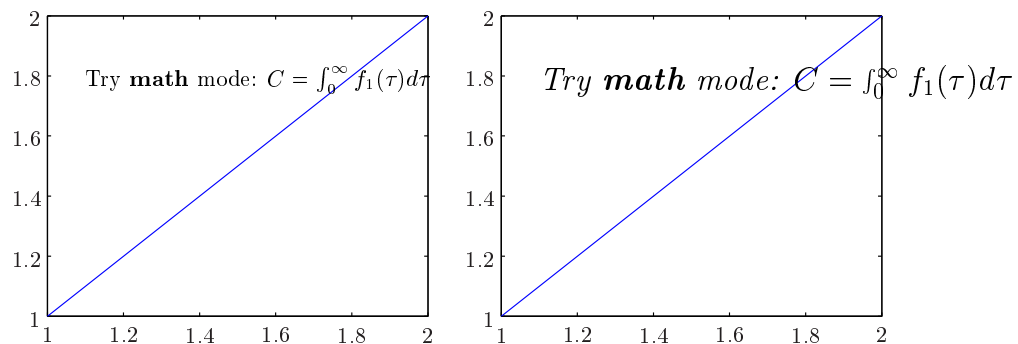 2 2
1.8 Try math mode: C = ∫₀^∞ f₁(τ)dτ 1.8 Try math mode: C = ∫₀^∞ f₁(τ)dτ
1.6 1.6
1.4 1.4
1.2 1.2
1 1
1 1.2 1.4 1.6 1.8 2 1 1.2 1.4 1.6 1.8 2